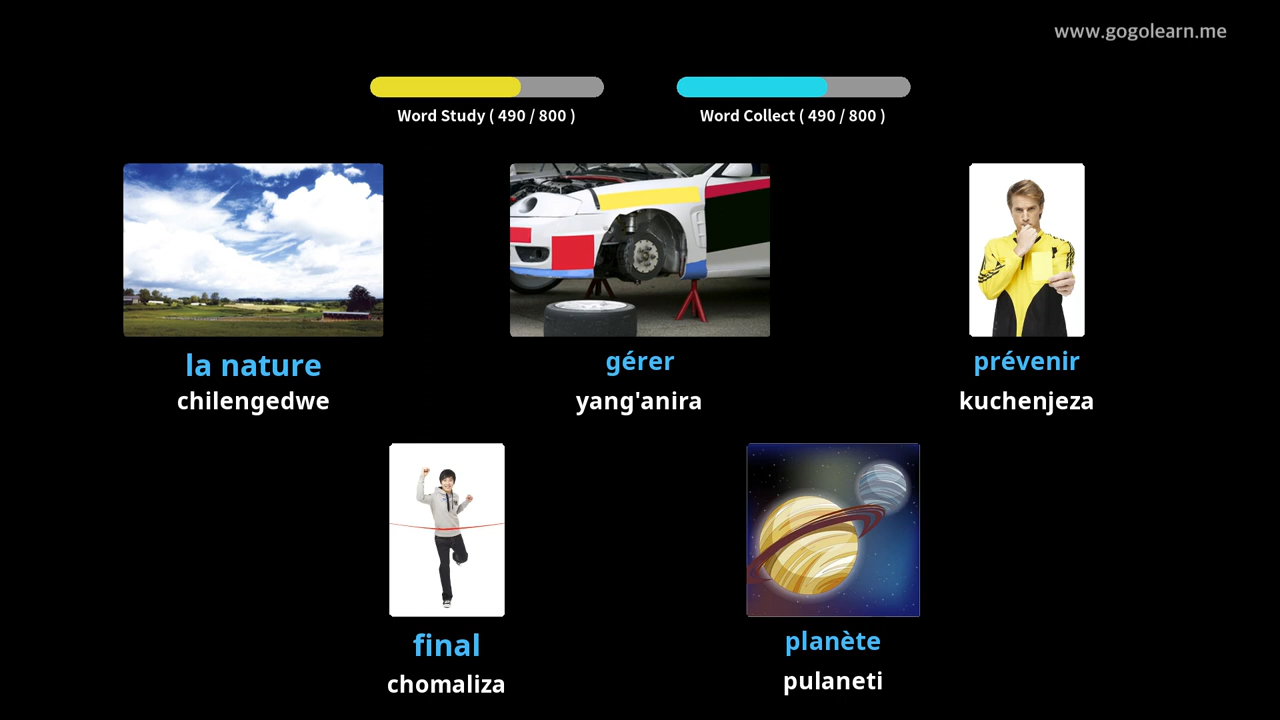 www.gogolearn.me
Word Study ( 490 / 800 )
Word Collect ( 490 / 800 )
la nature
chilengedwe
gérer
yang'anira
prévenir
kuchenjeza
final
chomaliza
planète
pulaneti